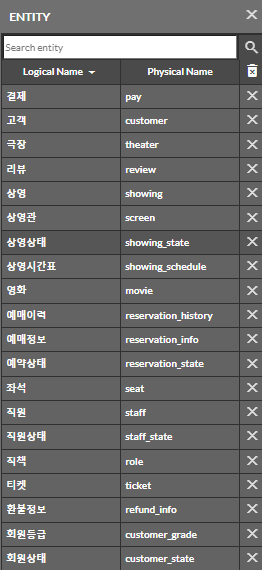 ENTITY
Search entity
Logical Name Physical Name
결제 pay
고객 customer
극장 theater
리뷰 review
상영 showing
상영관 screen
상영상태 showing_state
상영시간표 showing_schedule
영화 movie
예매이력 reservation_history
예매정보 reservation_info
예약상태 reservation_state
좌석 seat
직원 staff
직원상태 staff_state
직책 role
티켓 ticket
환불정보 refund_info
회원등급 customer_grade
회원상태 customer_state